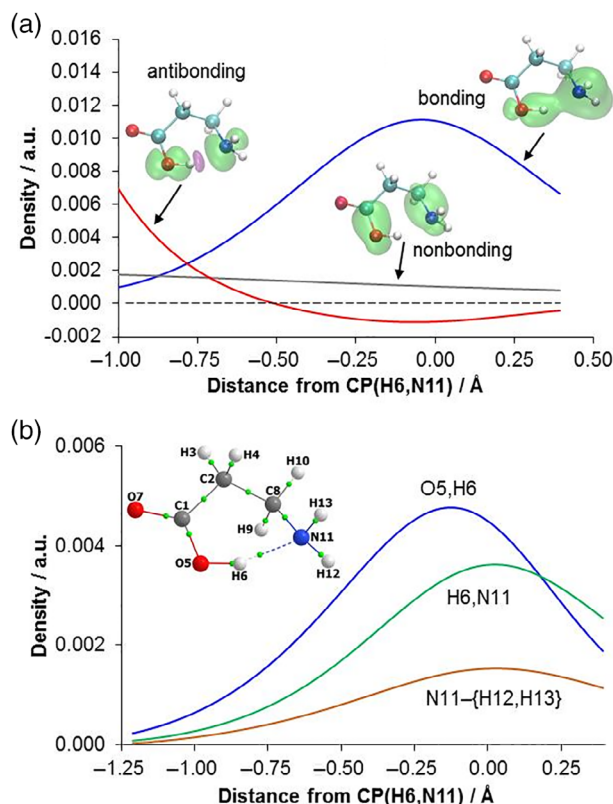 (a)
0.016
0.014
0.012
0.010
0.008
0.006
0.004
0.002
0.000
-0.002
Density / a.u.
antibonding
bonding
nonbonding
−1.00 −0.75 −0.50 −0.25 0.00 0.25 0.50
Distance from CP(H6,N11) / Å
(b)
0.006
0.004
0.002
0.000
Density / a.u.
H3
H4
C2
H10
O7
C1
C8
H13
H9
N11
O5
H6
H12
O5,H6
H6,N11
N11–{H12,H13}
−1.25 −1.00 −0.75 −0.50 −0.25 0.00 0.25
Distance from CP(H6,N11) / Å